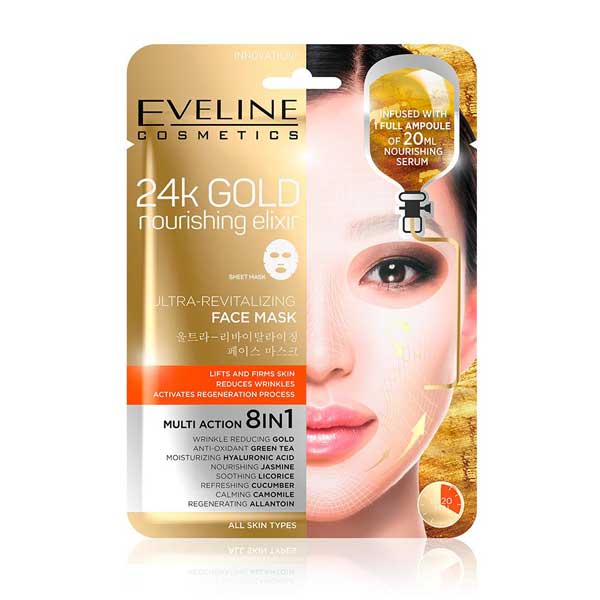 INNOVATION
EVELINE
COSMETICS
24k GOLD
nourishing elixir
SHEET MASK
ULTRA-REVITALIZING
FACE MASK
울트라-리바이탈라이징
페이스 마스크
LIFTS AND FIRMS SKIN
REDUCES WRINKLES
ACTIVATES REGENERATION PROCESS
MULTI ACTION 8IN1
WRINKLE REDUCING GOLD
ANTI-OXIDANT GREEN TEA
MOISTURIZING HYALURONIC ACID
NOURISHING JASMINE
SOOTHING LICORICE
REFRESHING CUCUMBER
CALMING CAMOMILE
REGENERATING ALLANTOIN
ALL SKIN TYPES
INFUSED WITH
1 FULL AMPOULE
OF 20ML
NOURISHING
SERUM
20